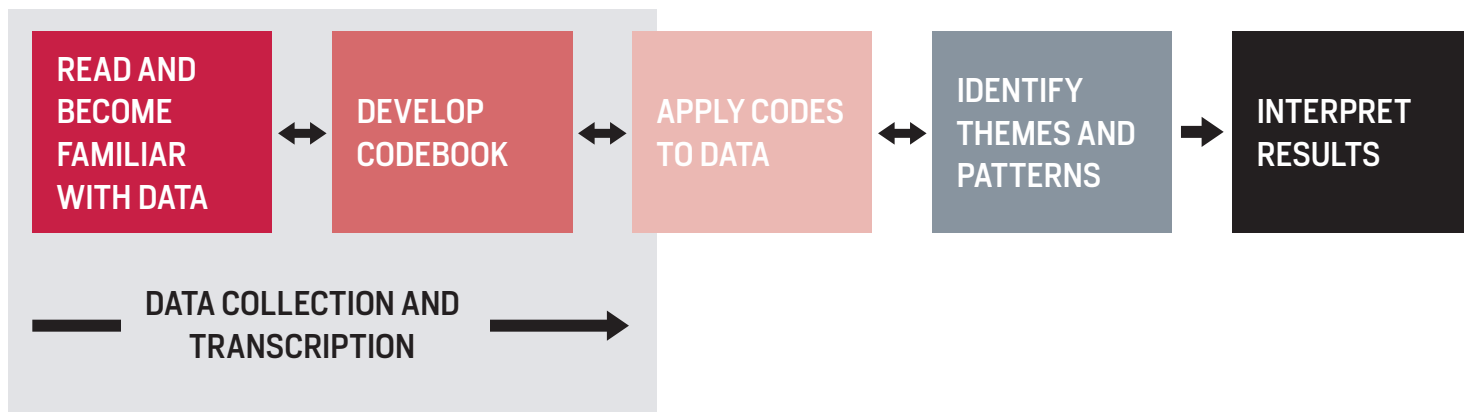 READ AND
BECOME
FAMILIAR
WITH DATA
DEVELOP
CODEBOOK
APPLY CODES
TO DATA
IDENTIFY
THEMES AND
PATTERNS
INTERPRET
RESULTS
DATA COLLECTION AND
TRANSCRIPTION